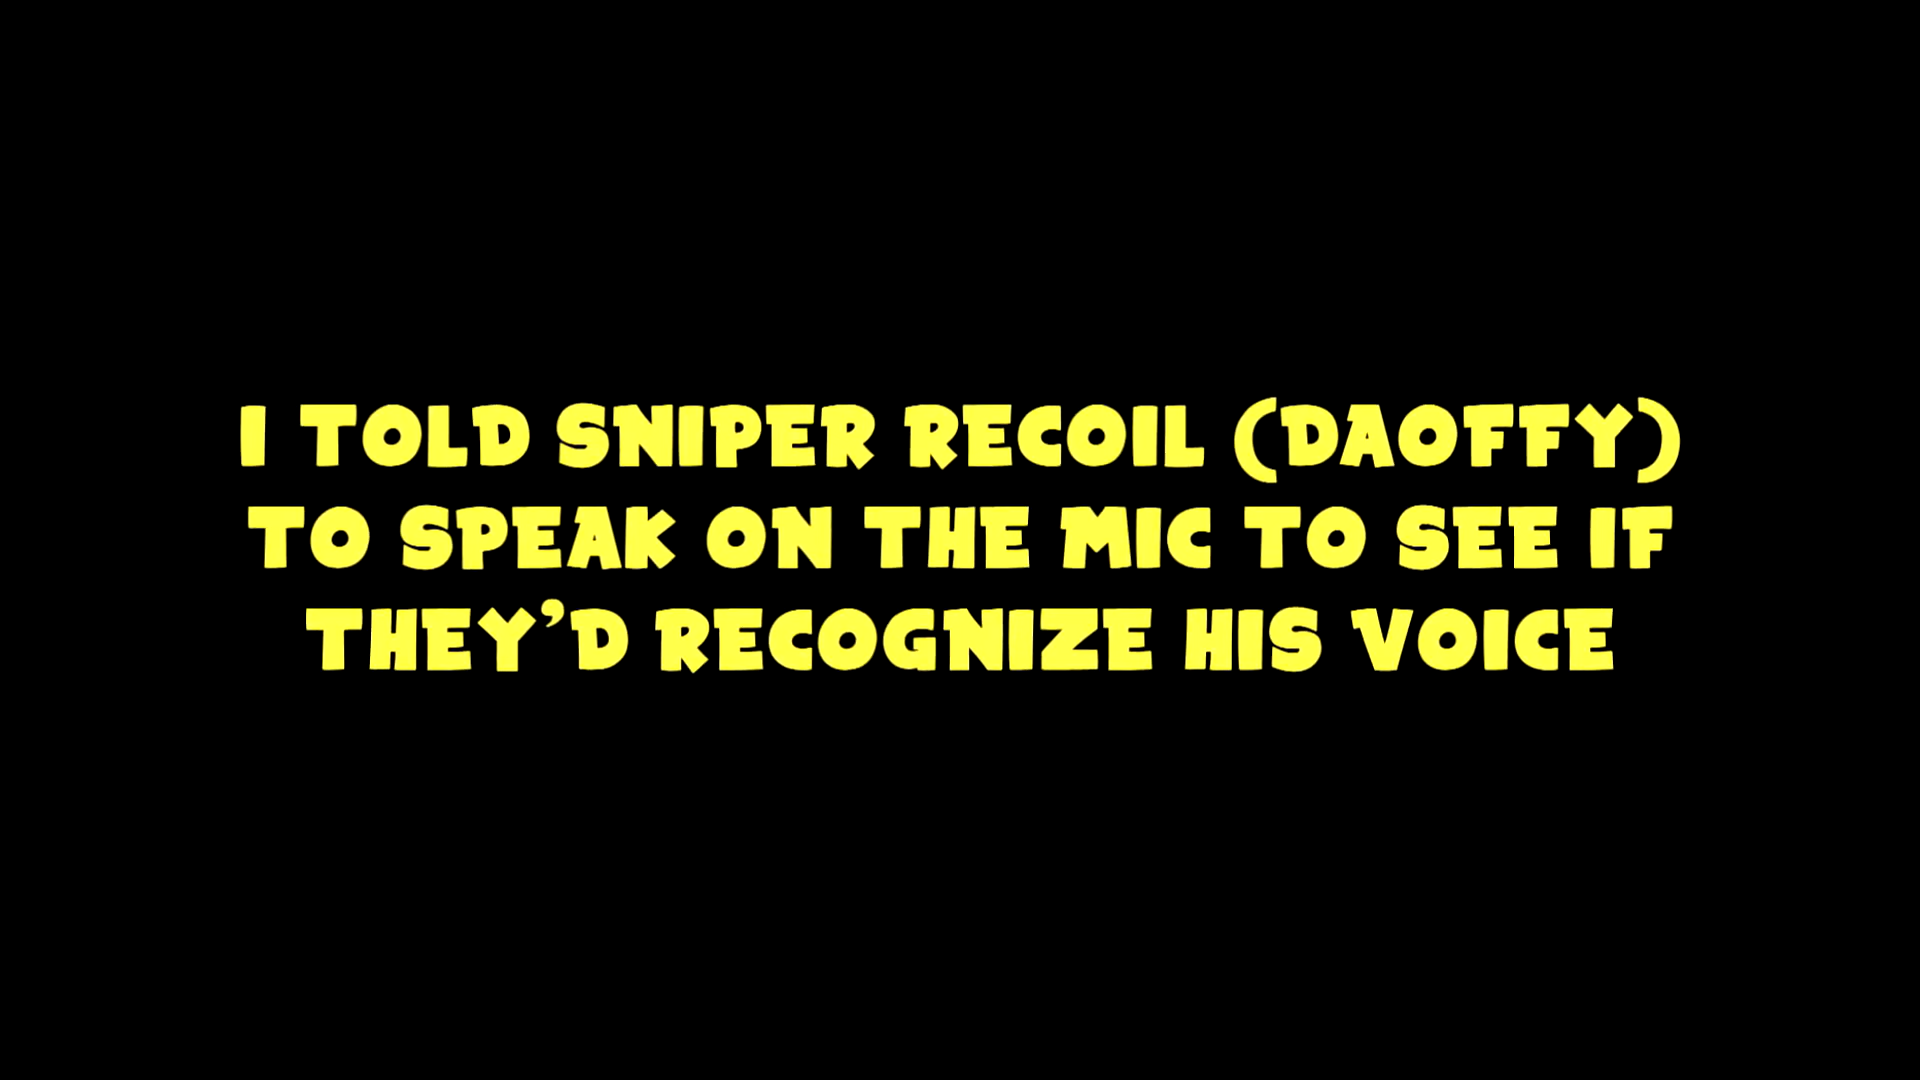 I TOLD SNIPER RECOIL (DAOFFY)
TO SPEAK ON THE MIC TO SEE IF
THEY'D RECOGNIZE HIS VOICE